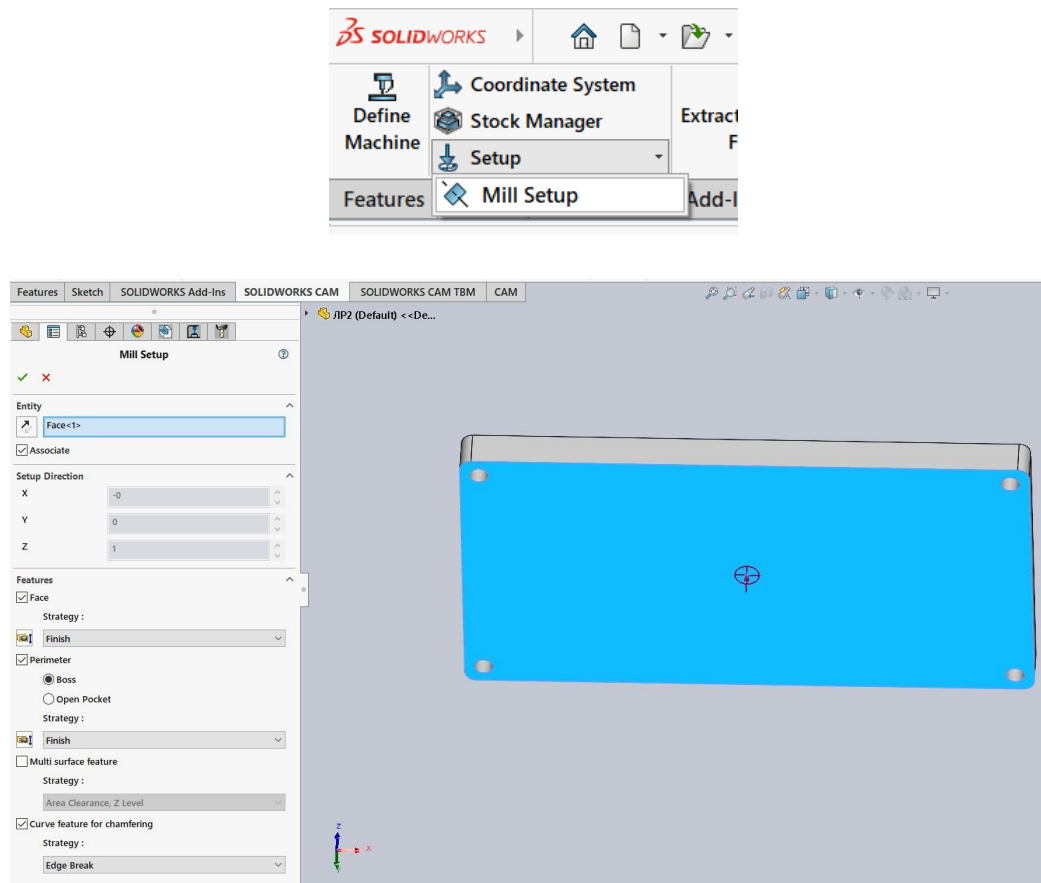 SOLIDWORKS
Define Machine
Coordinate System
Stock Manager
Setup
Extract
F
Mill Setup
Features
Add-I
Features Sketch SOLIDWORKS Add-Ins SOLIDWORKS CAM SOLIDWORKS CAM TBM CAM
ЛР2 (Default) <<De...
Mill Setup
Entity
Face<1>
Associate
Setup Direction
X -0
Y 0
Z 1
Features
Face
Strategy :
Finish
Perimeter
Boss
Open Pocket
Strategy :
Finish
Multi surface feature
Strategy :
Area Clearance, Z Level
Curve feature for chamfering
Strategy :
Edge Break
Z
X
Y